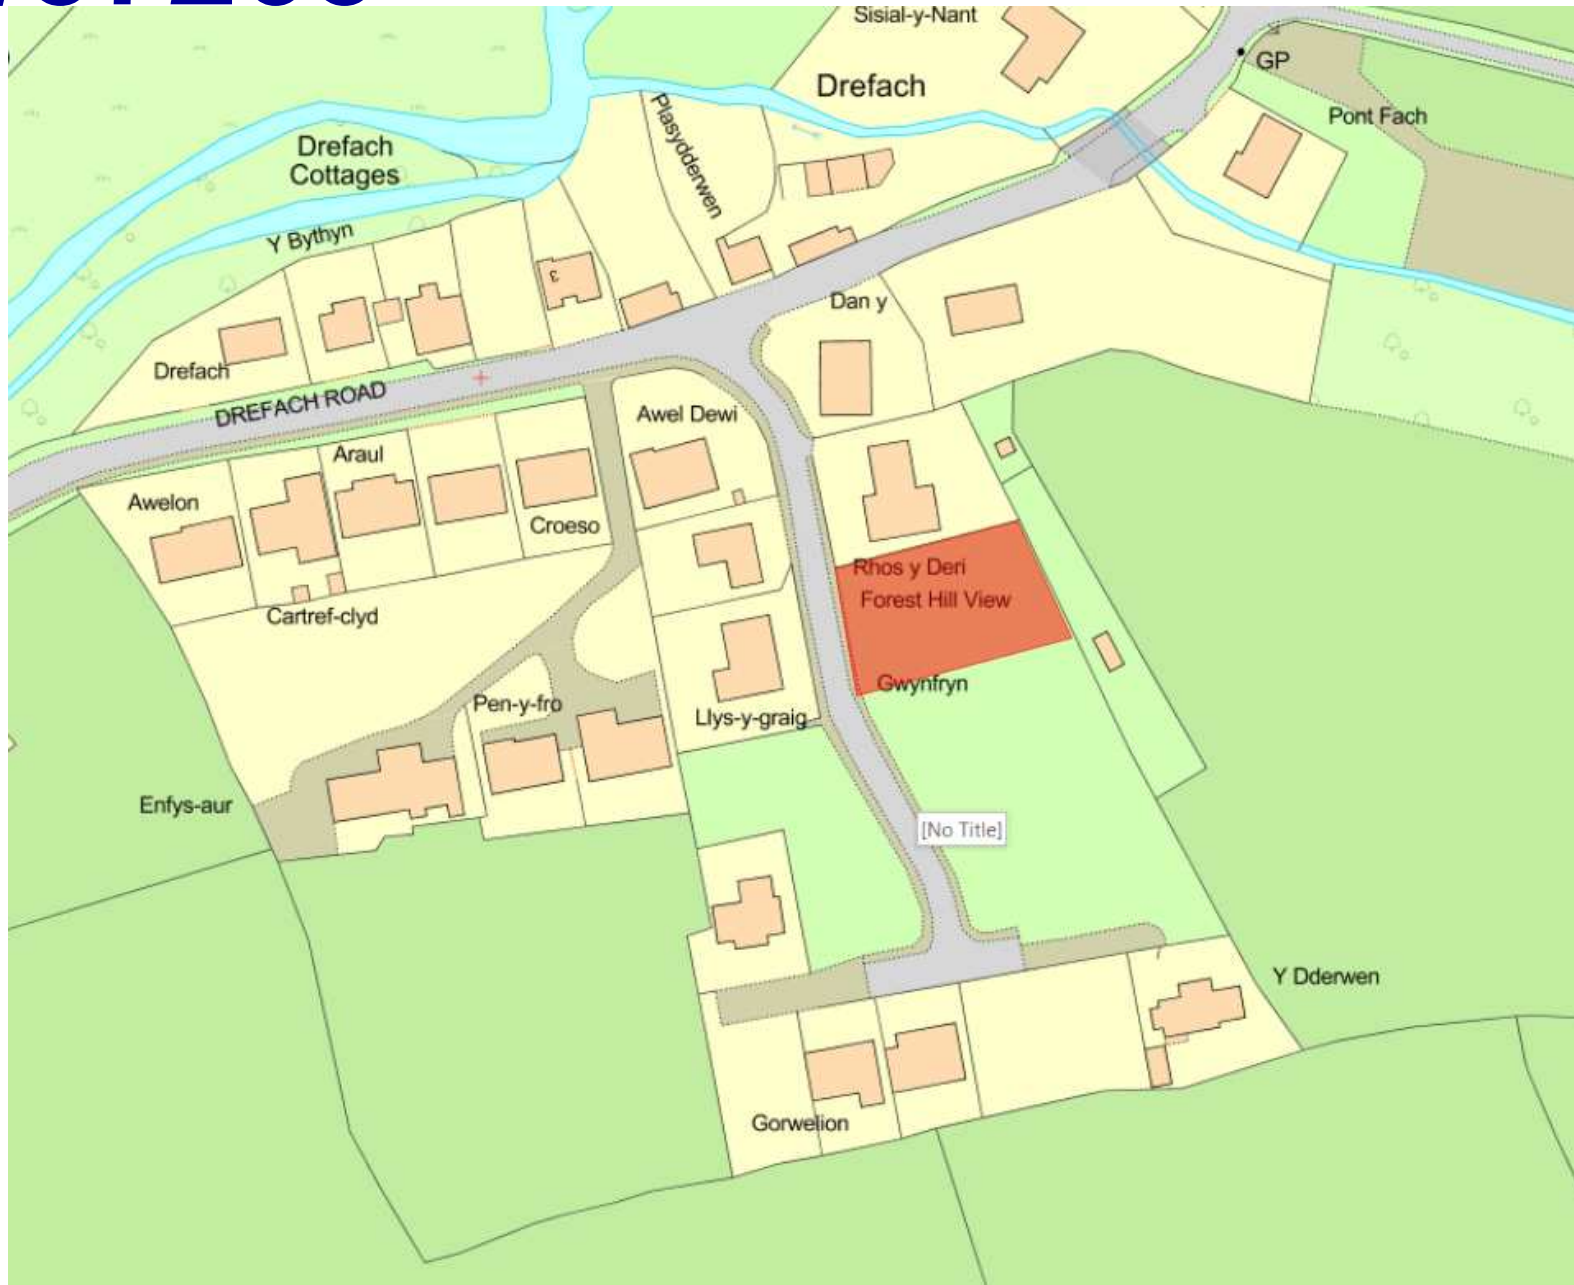 Sisial-y-Nant
GP
Drefach
Pont Fach
Plasydderwen
Drefach
Cottages
Y Bythyn
3
Dan y
Drefach
DREFACH ROAD
Awel Dewi
Araul
Awelon
Croeso
Rhos y Deri
Forest Hill View
Cartref-clyd
Gwynfryn
Pen-y-fro
Llys-y-graig
Enfys-aur
[No Title]
Y Dderwen
Gorwelion